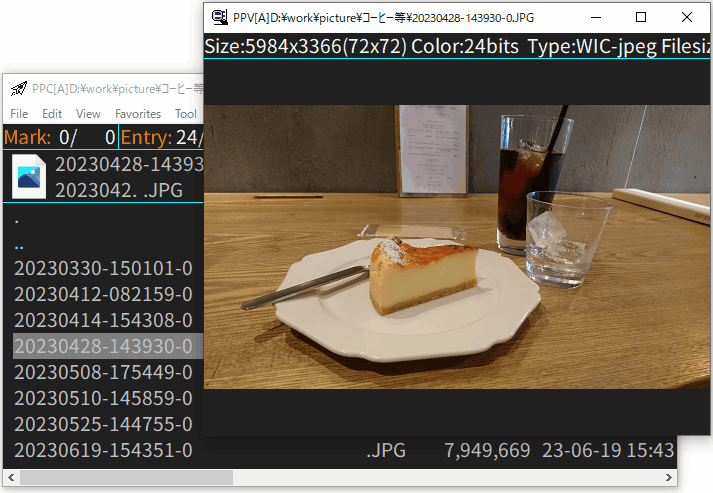 PPV[A]D:¥work¥picture¥ｺｰﾋｰ等¥20230428-143930-0.JPG
Size:5984x3366(72x72) Color:24bits Type:WIC-jpeg Filesiz
PPC[A]D:¥work¥picture¥ｺｰﾋｰ等
File Edit View Favorites Tool
Mark: 0/ 0 Entry: 24/
20230428-14393
2023042. .JPG
.
..
20230330-150101-0
20230412-082159-0
20230414-154308-0
20230428-143930-0
20230508-175449-0
20230510-145859-0
20230525-144755-0
20230619-154351-0 .JPG 7,949,669 23-06-19 15:43